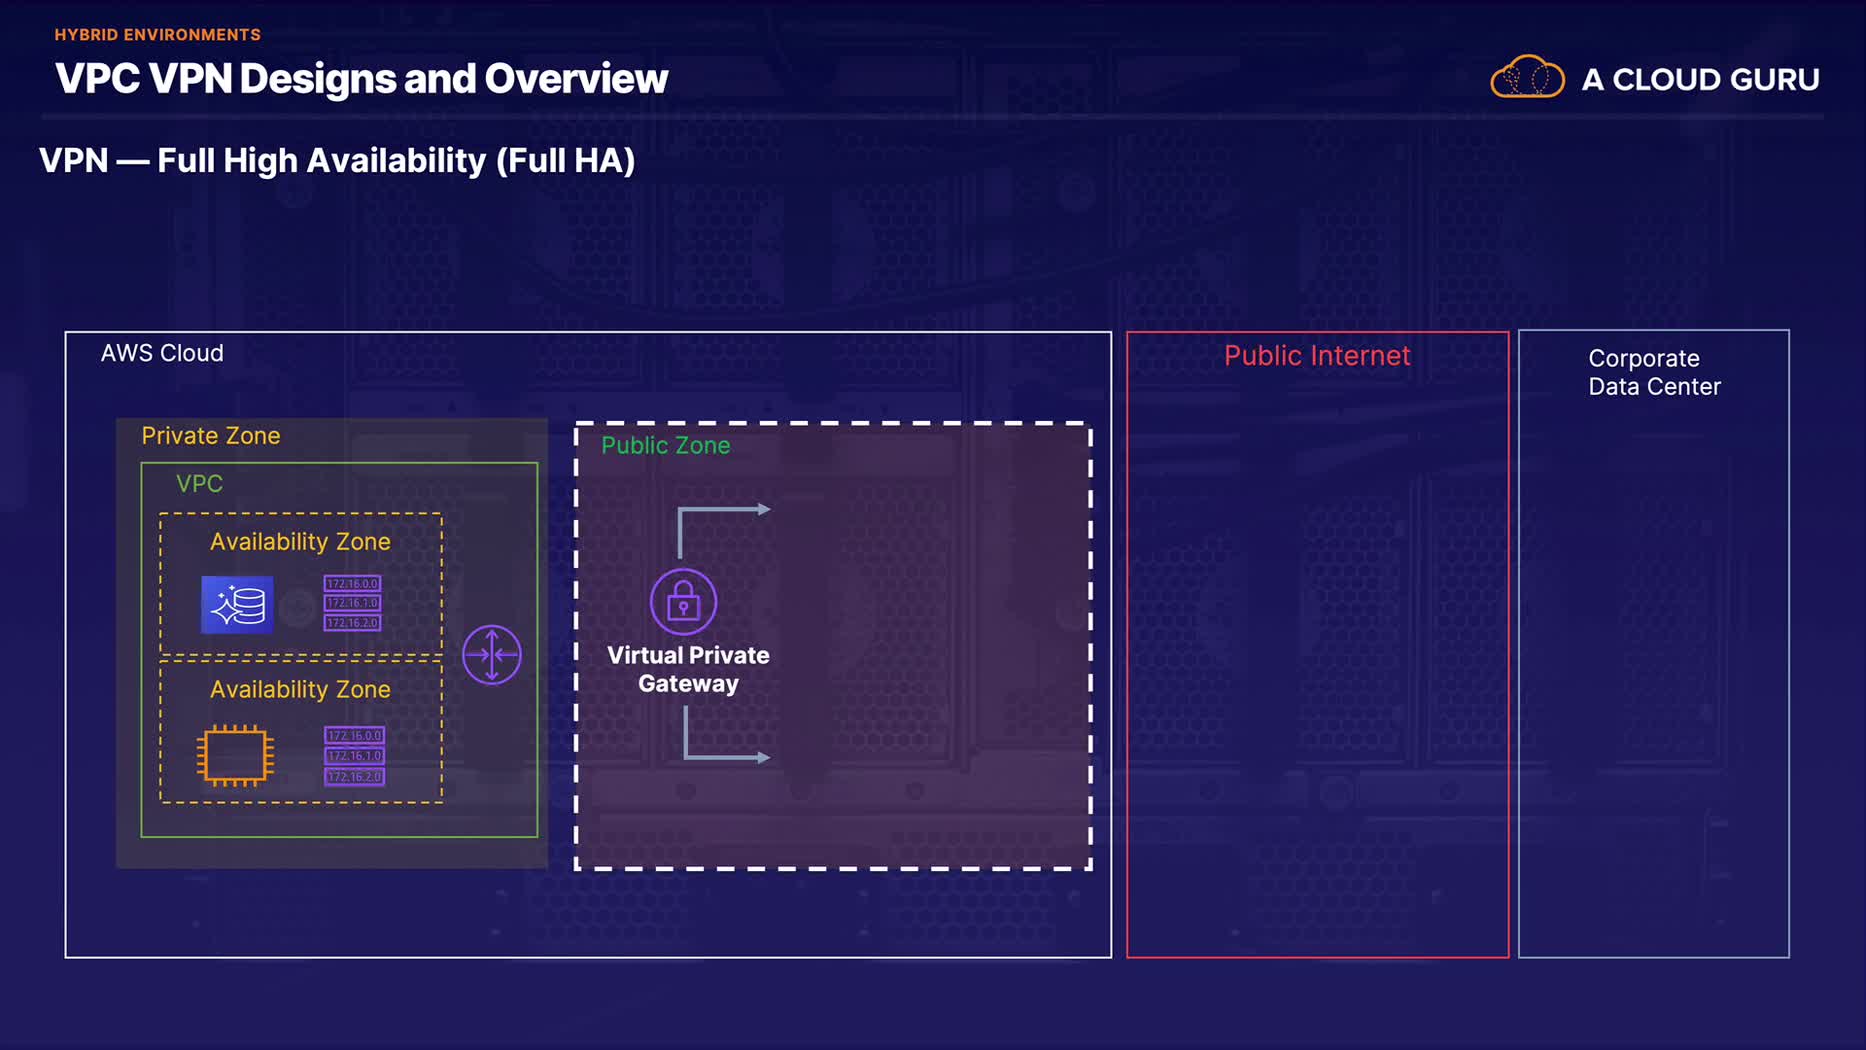 HYBRID ENVIRONMENTS
VPC VPN Designs and Overview
A CLOUD GURU
VPN — Full High Availability (Full HA)
AWS Cloud
Public Internet
Corporate
Data Center
Private Zone
Public Zone
VPC
Availability Zone
172.16.0.0
172.16.1.0
172.16.2.0
Virtual Private
Gateway
Availability Zone
172.16.0.0
172.16.1.0
172.16.2.0